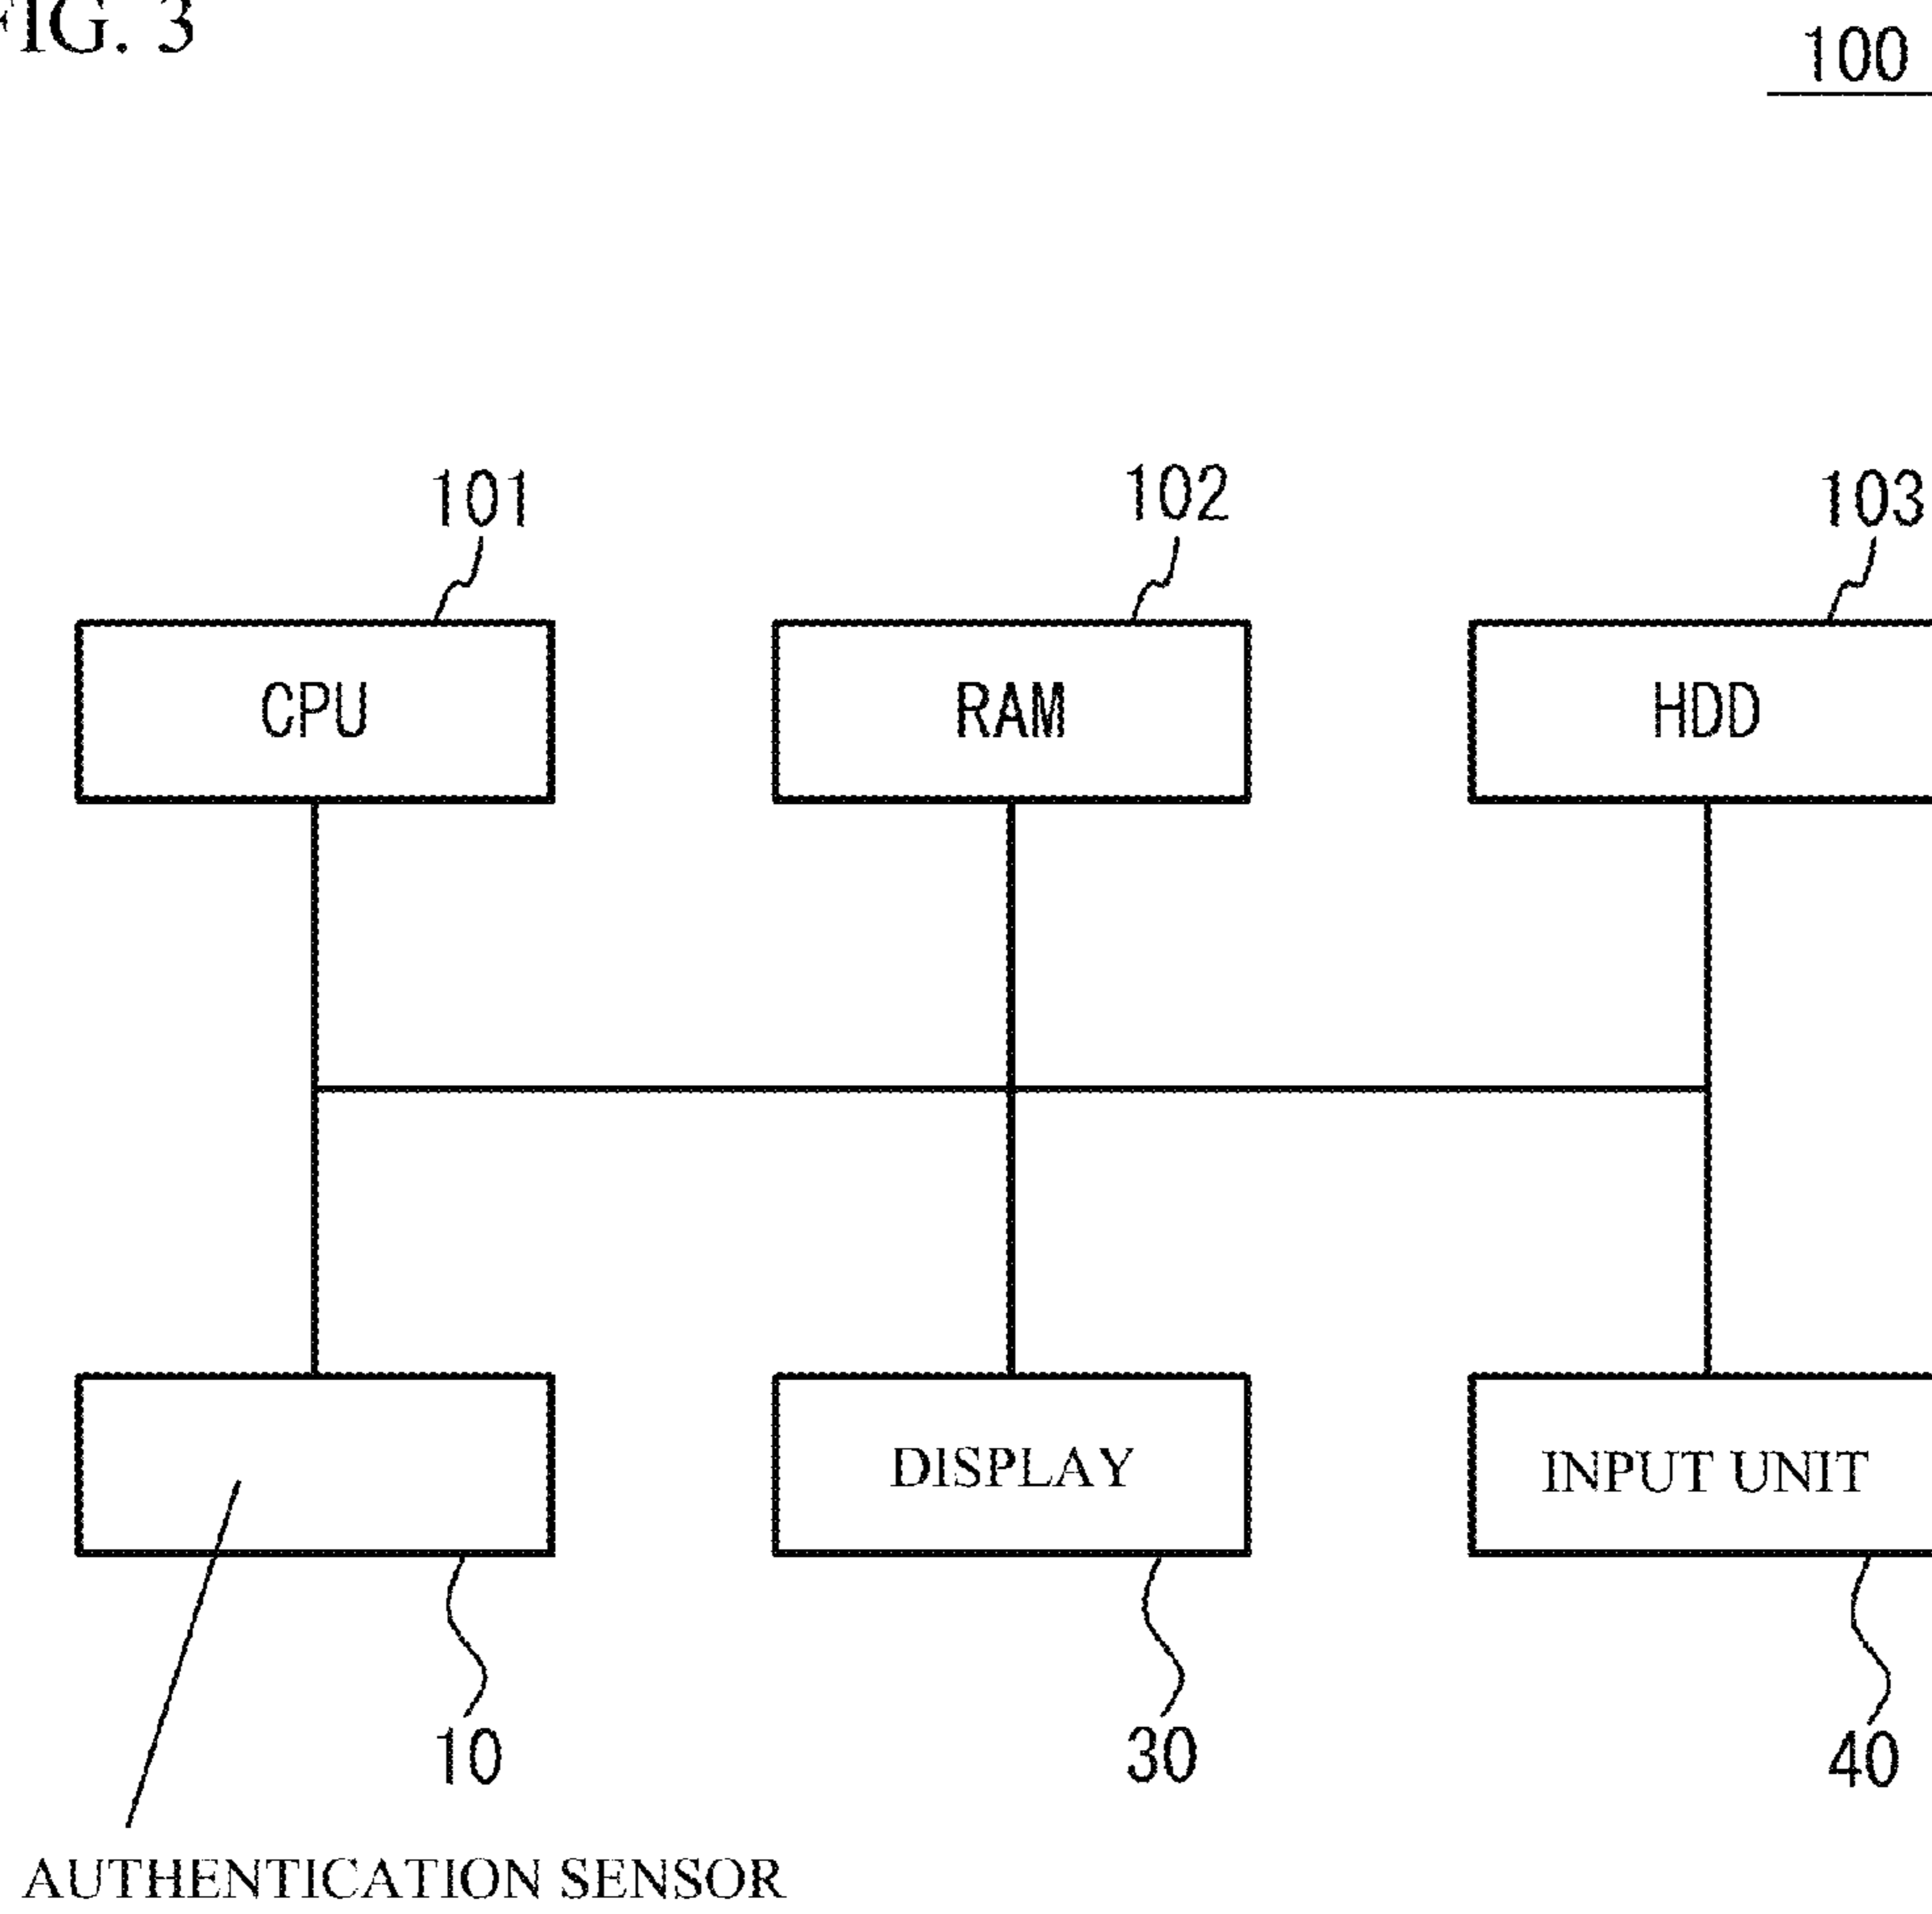 FIG. 3
100
101
102
103
CPU
RAM
HDD
DISPLAY
INPUT UNIT
10
30
40
AUTHENTICATION SENSOR